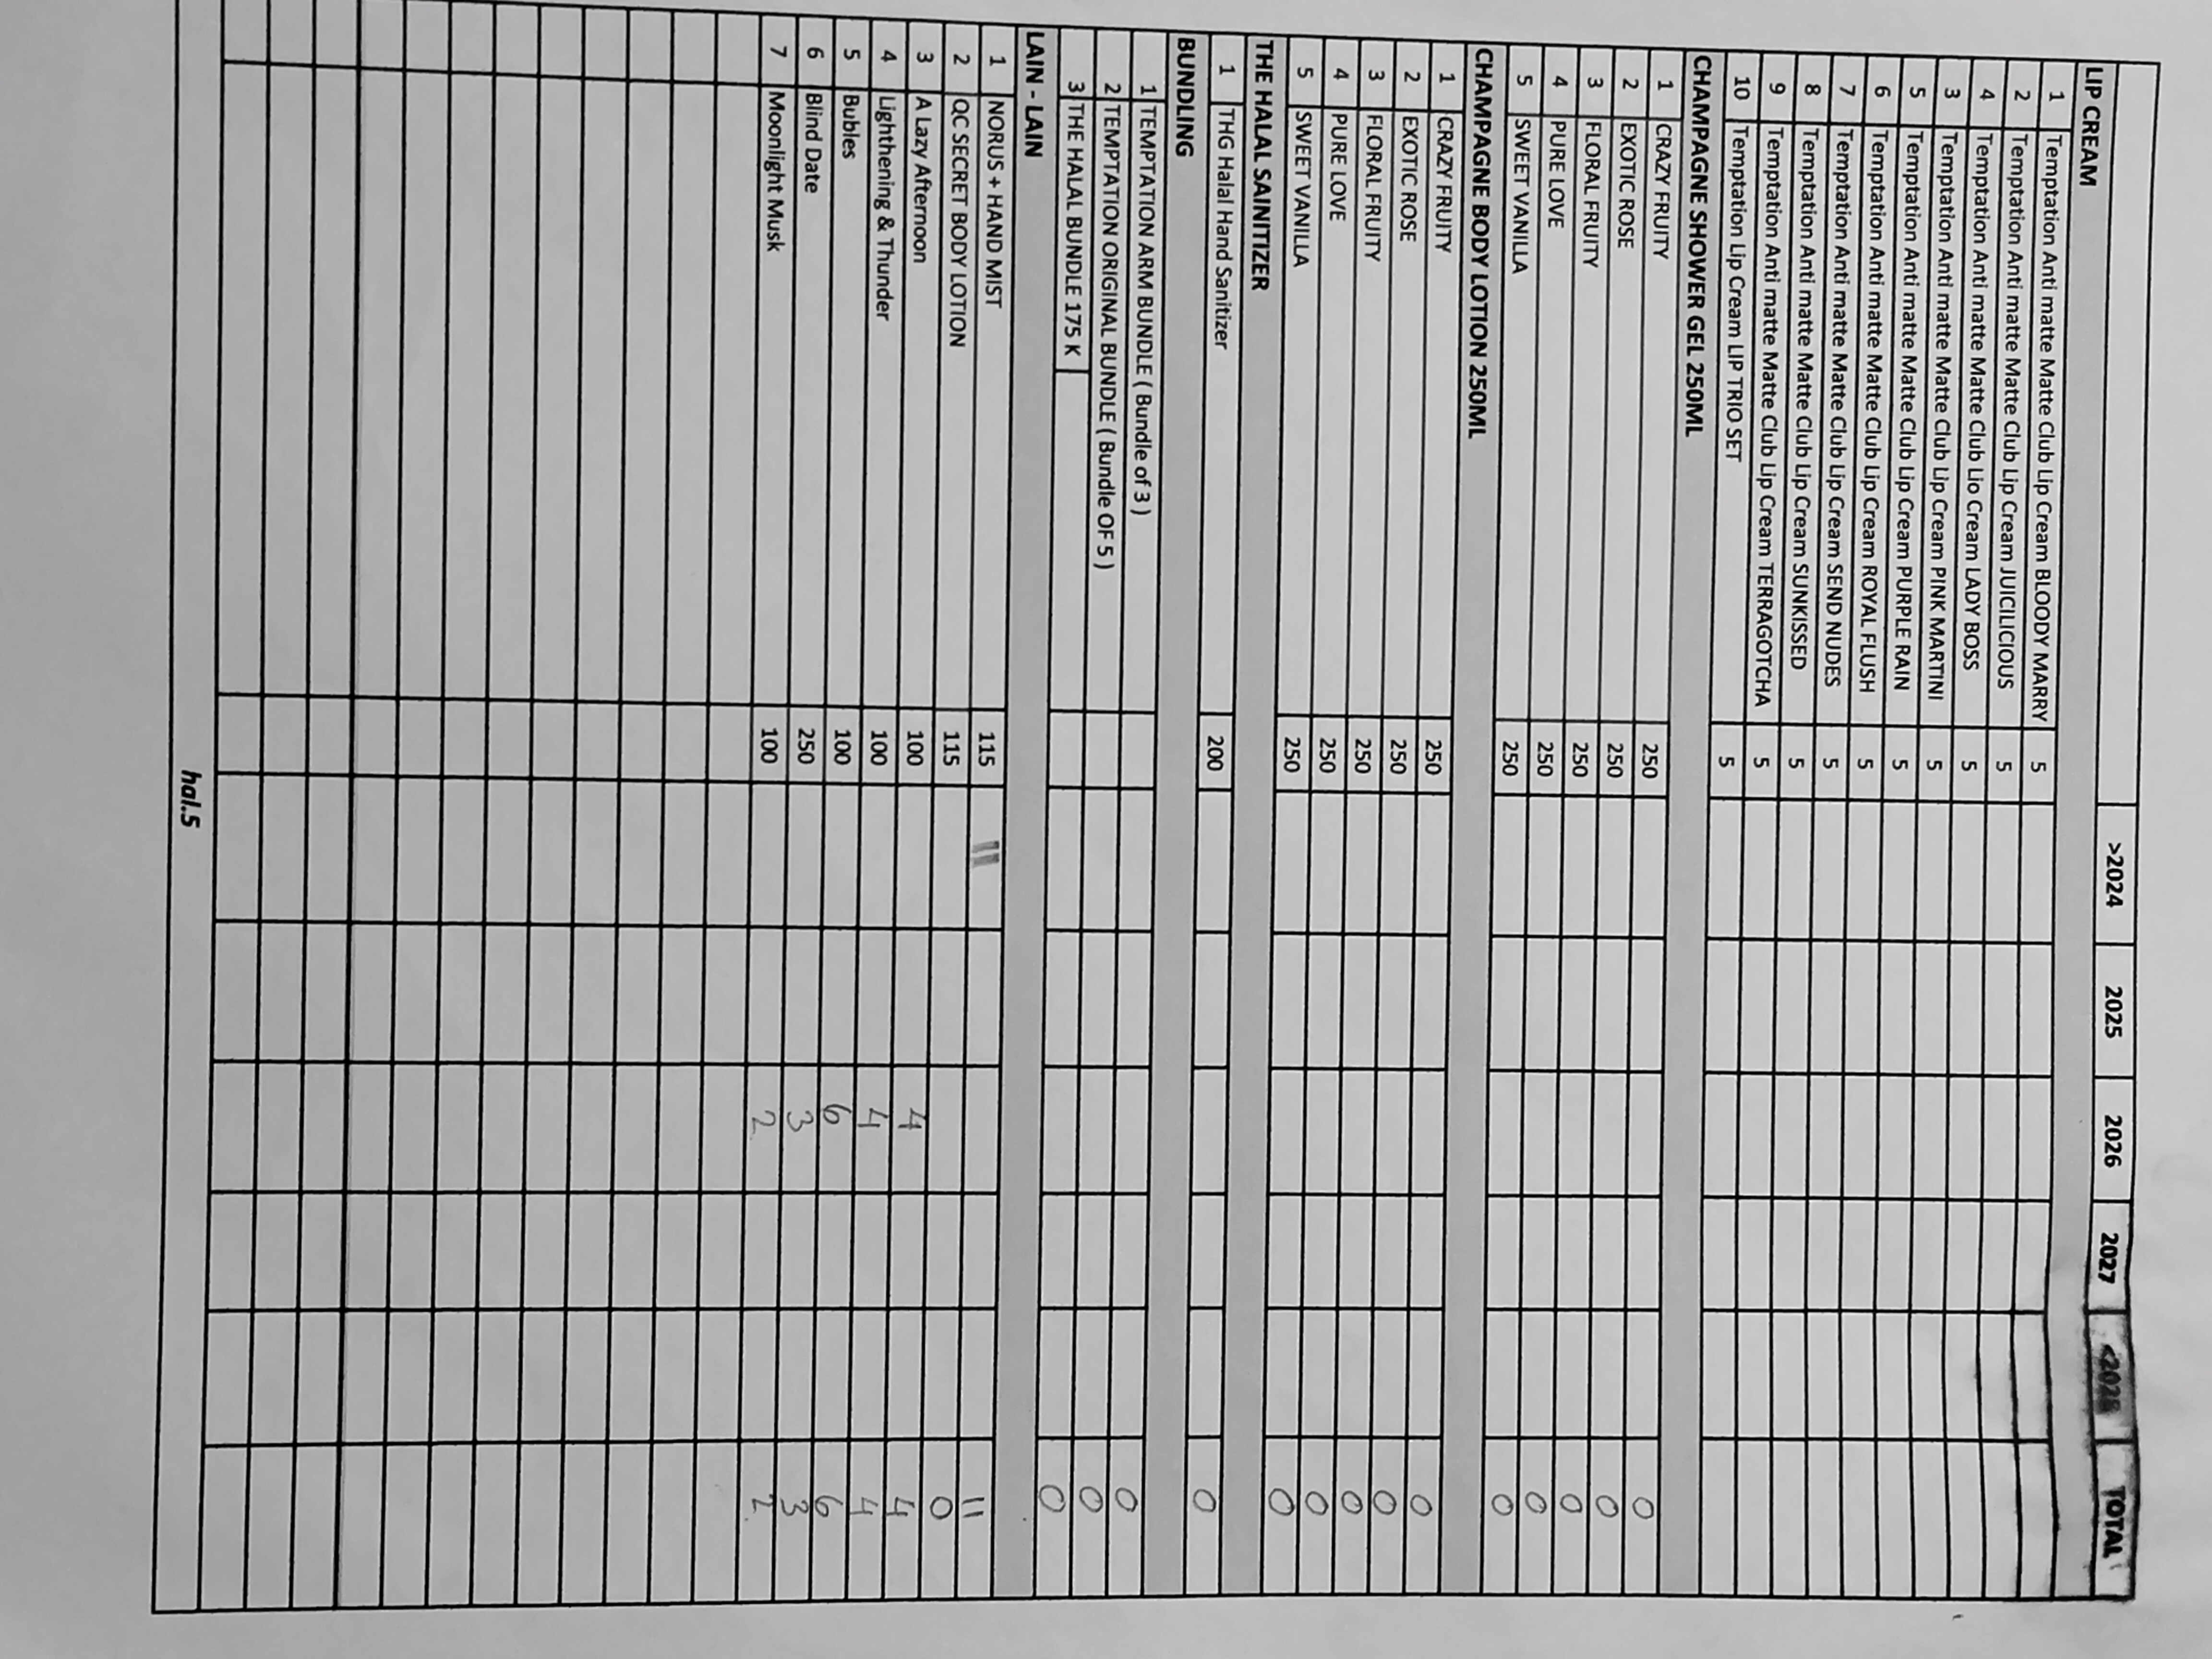 >2024 2025 2026 2027 <2028 TOTAL
LIP CREAM
1 Temptation Anti matte Matte Club Lip Cream BLOODY MARRY 5
2 Temptation Anti matte Matte Club Lip Cream JUICILICIOUS 5
4 Temptation Anti matte Matte Club Lio Cream LADY BOSS 5
3 Temptation Anti matte Matte Club Lip Cream PINK MARTINI 5
5 Temptation Anti matte Matte Club Lip Cream PURPLE RAIN 5
6 Temptation Anti matte Matte Club Lip Cream ROYAL FLUSH 5
7 Temptation Anti matte Matte Club Lip Cream SEND NUDES 5
8 Temptation Anti matte Matte Club Lip Cream SUNKISSED 5
9 Temptation Anti matte Matte Club Lip Cream TERRAGOTCHA 5
10 Temptation Lip Cream LIP TRIO SET 5
CHAMPAGNE SHOWER GEL 250ML
1 CRAZY FRUITY 250 0
2 EXOTIC ROSE 250 0
3 FLORAL FRUITY 250 0
4 PURE LOVE 250 0
5 SWEET VANILLA 250 0
CHAMPAGNE BODY LOTION 250ML
1 CRAZY FRUITY 250 0
2 EXOTIC ROSE 250 0
3 FLORAL FRUITY 250 0
4 PURE LOVE 250 0
5 SWEET VANILLA 250 0
THE HALAL SAINITIZER
1 THG Halal Hand Sanitizer 200 0
BUNDLING
1 TEMPTATION ARM BUNDLE ( Bundle of 3 ) 0
2 TEMPTATION ORIGINAL BUNDLE ( Bundle OF 5 ) 0
3 THE HALAL BUNDLE 175 K 0
LAIN - LAIN
1 NORUS + HAND MIST 115 11 11
2 QC SECRET BODY LOTION 115 0
3 A Lazy Afternoon 100 4 4
4 Lighthening & Thunder 100 4 4
5 Bubles 100 6 6
6 Blind Date 250 3 3
7 Moonlight Musk 100 2 2
hal.5